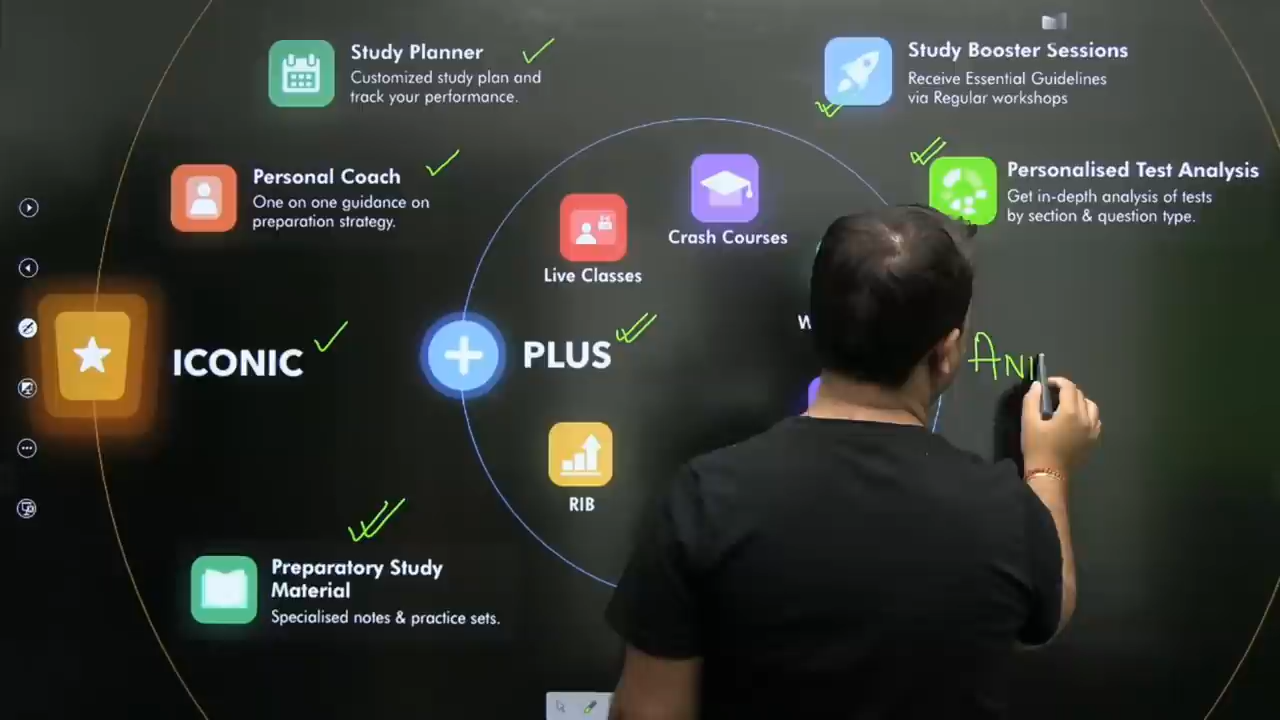 Study Planner
Customized study plan and
track your performance.
Study Booster Sessions
Receive Essential Guidelines
via Regular workshops
Personal Coach
One on one guidance on
preparation strategy.
Personalised Test Analysis
Get in-depth analysis of tests
by section & question type.
Crash Courses
Live Classes
ICONIC
PLUS
W
ANI
RIB
Preparatory Study
Material
Specialised notes & practice sets.